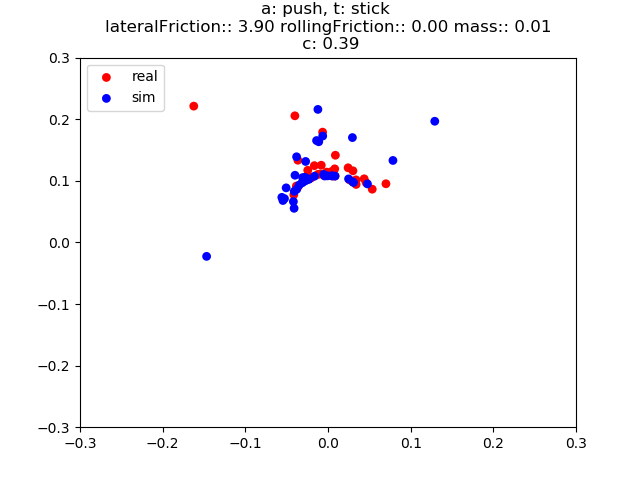 a: push, t: stick
lateralFriction:: 3.90 rollingFriction:: 0.00 mass:: 0.01
c: 0.39
real
sim
0.3
0.2
0.1
0.0
−0.1
−0.2
−0.3
−0.3
−0.2
−0.1
0.0
0.1
0.2
0.3